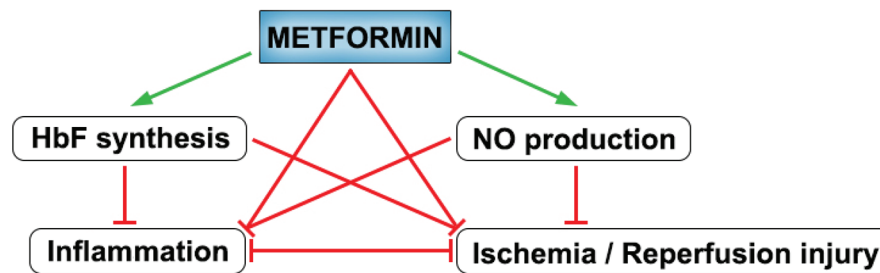 METFORMIN
HbF synthesis
NO production
Inflammation
Ischemia / Reperfusion injury